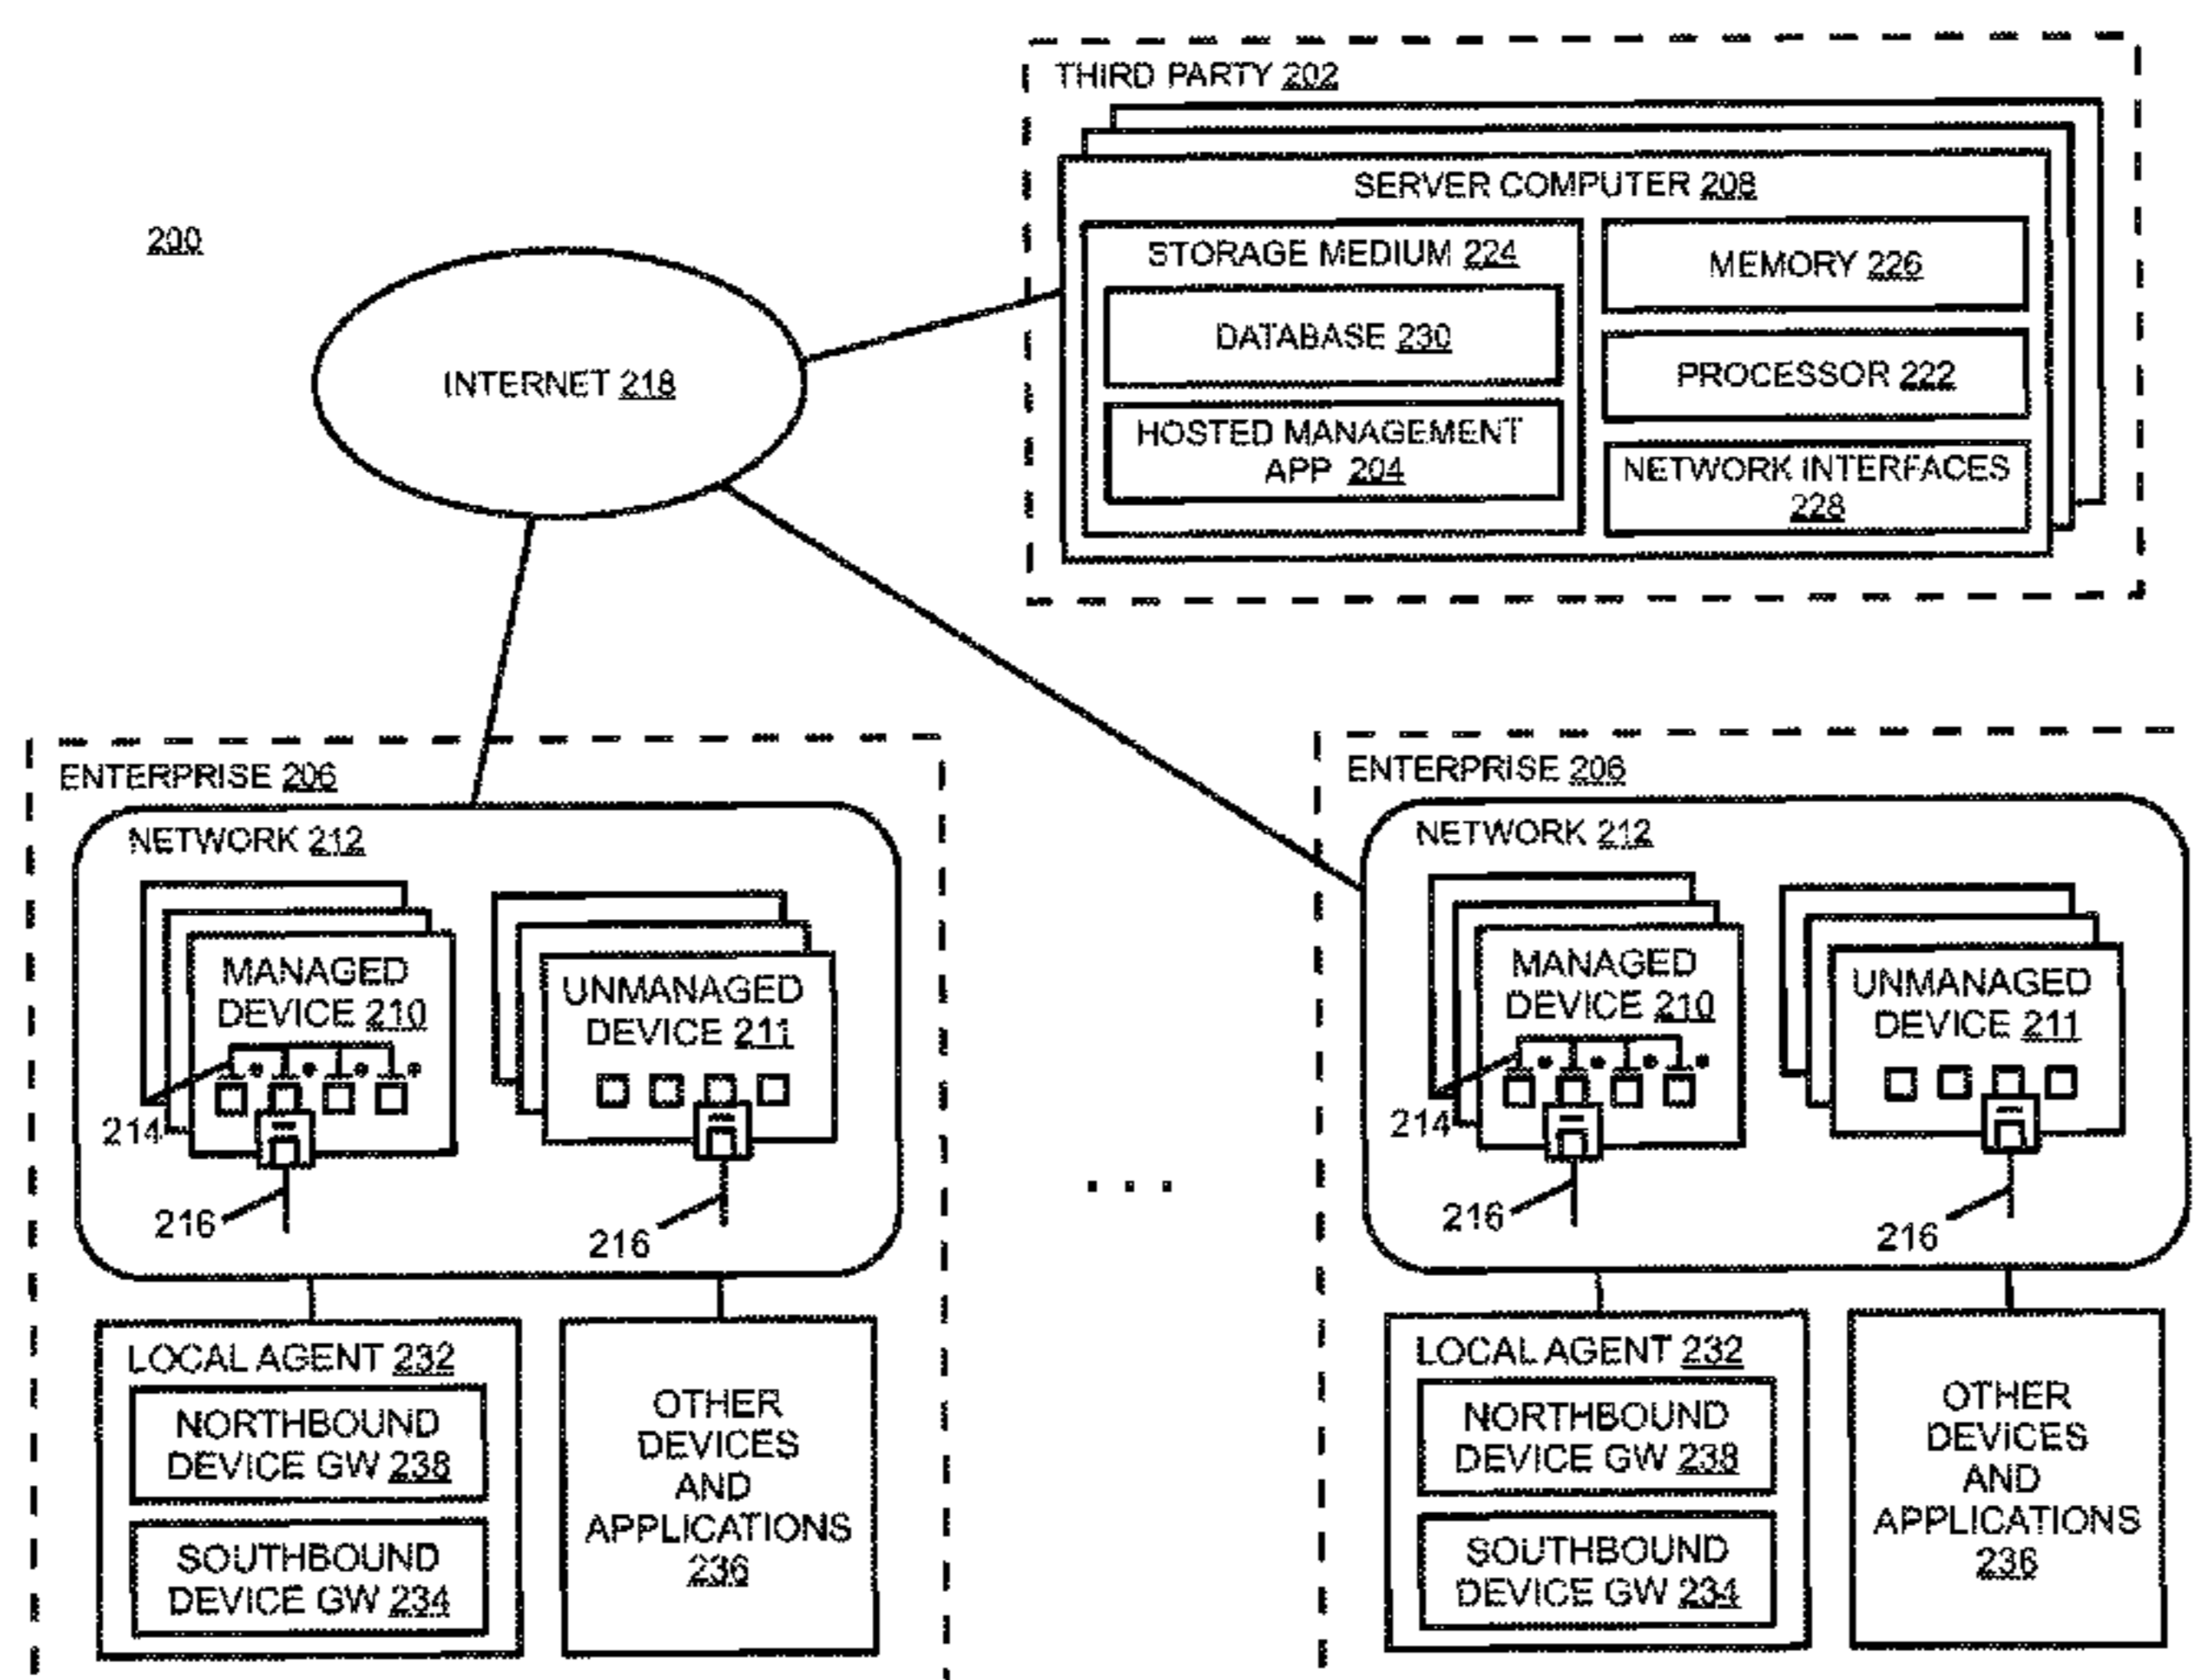 THIRD PARTY 202
SERVER COMPUTER 208
200
STORAGE MEDIUM 224
MEMORY 226
DATABASE 230
PROCESSOR 222
INTERNET 218
HOSTED MANAGEMENT
APP 204
NETWORK INTERFACES
228
ENTERPRISE 206
NETWORK 212
MANAGED
DEVICE 210
UNMANAGED
DEVICE 211
214
216
216
LOCAL AGENT 232
NORTHBOUND
DEVICE GW 238
SOUTHBOUND
DEVICE GW 234
OTHER
DEVICES
AND
APPLICATIONS
236
. . .
ENTERPRISE 206
NETWORK 212
MANAGED
DEVICE 210
UNMANAGED
DEVICE 211
214
216
216
LOCAL AGENT 232
NORTHBOUND
DEVICE GW 238
SOUTHBOUND
DEVICE GW 234
OTHER
DEVICES
AND
APPLICATIONS
236